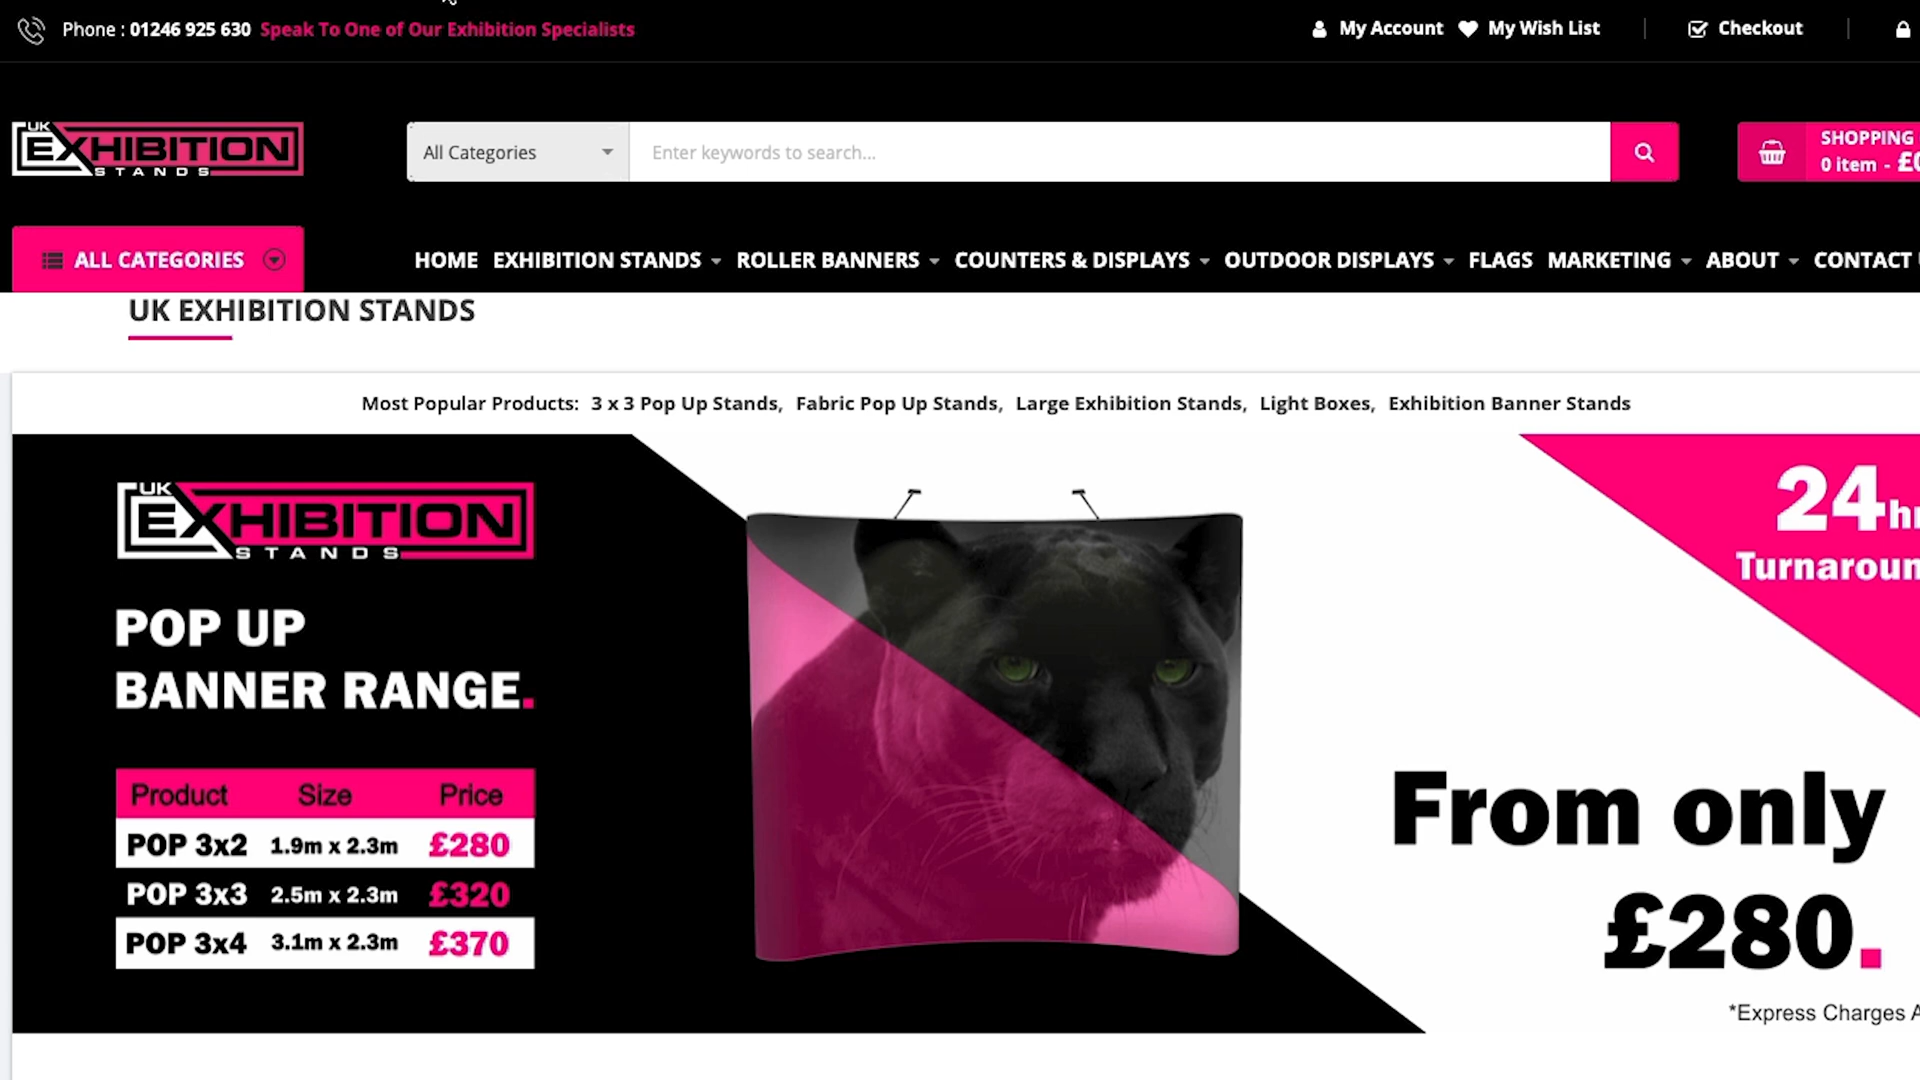 Phone : 01246 925 630 Speak To One of Our Exhibition Specialists
My Account My Wish List Checkout
UK EXHIBITION STANDS
All Categories Enter keywords to search...
SHOPPING
0 item -
ALL CATEGORIES
HOME EXHIBITION STANDS ROLLER BANNERS COUNTERS & DISPLAYS OUTDOOR DISPLAYS FLAGS MARKETING ABOUT CONTACT
UK EXHIBITION STANDS
Most Popular Products: 3 x 3 Pop Up Stands, Fabric Pop Up Stands, Large Exhibition Stands, Light Boxes, Exhibition Banner Stands
UK EXHIBITION STANDS
24hr
Turnaroun
POP UP
BANNER RANGE.
Product Size Price
POP 3x2 1.9m x 2.3m £280
POP 3x3 2.5m x 2.3m £320
POP 3x4 3.1m x 2.3m £370
From only
£280.
*Express Charges A